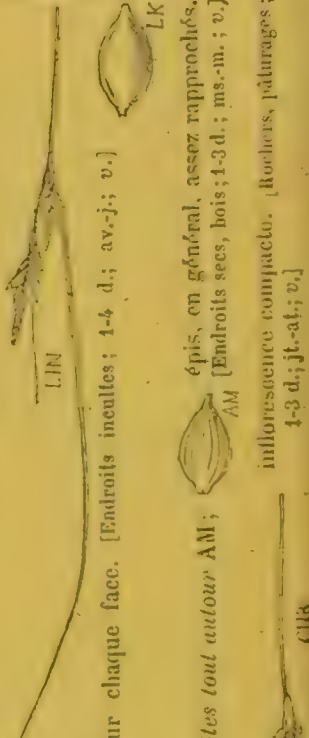 LIN
LK
ur chaque face. [Endroits incultes; 1-4 d.; av.-j.; v.]
épis, en général, assez rapprochés.
tes tout autour AM;
AM
[Endroits secs, bois; 1-3 d.; ms.-m.; v.]
inflorescence compacte. [Rochers, pâturages;
1-3 d.; jt.-at.; v.]